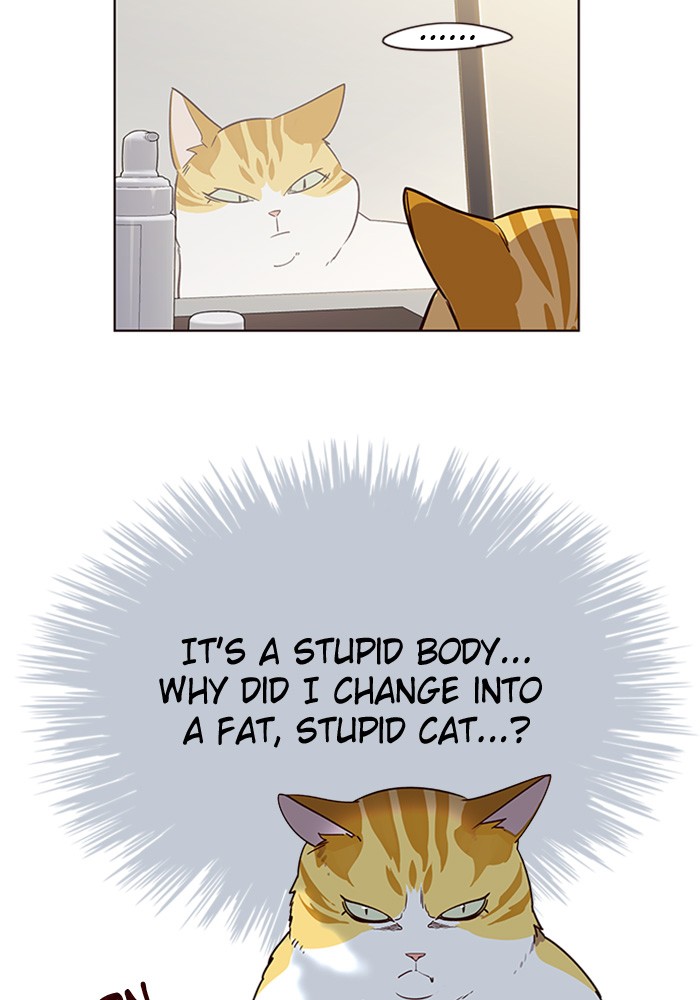 ......
IT'S A STUPID BODY...
WHY DID I CHANGE INTO
A FAT, STUPID CAT...?